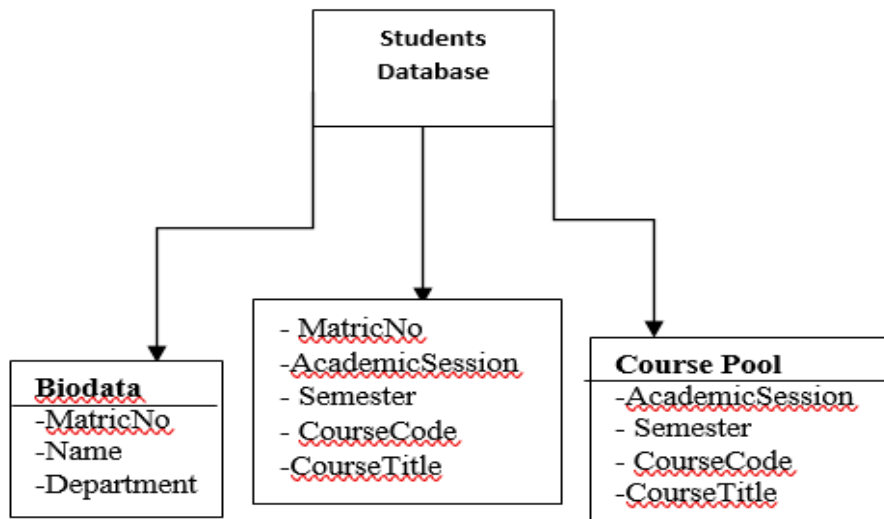 Students
Database
Biodata
-MatricNo
-Name
-Department
- MatricNo
-AcademicSession
- Semester
- CourseCode
-CourseTitle
Course Pool
-AcademicSession
- Semester
- CourseCode
-CourseTitle